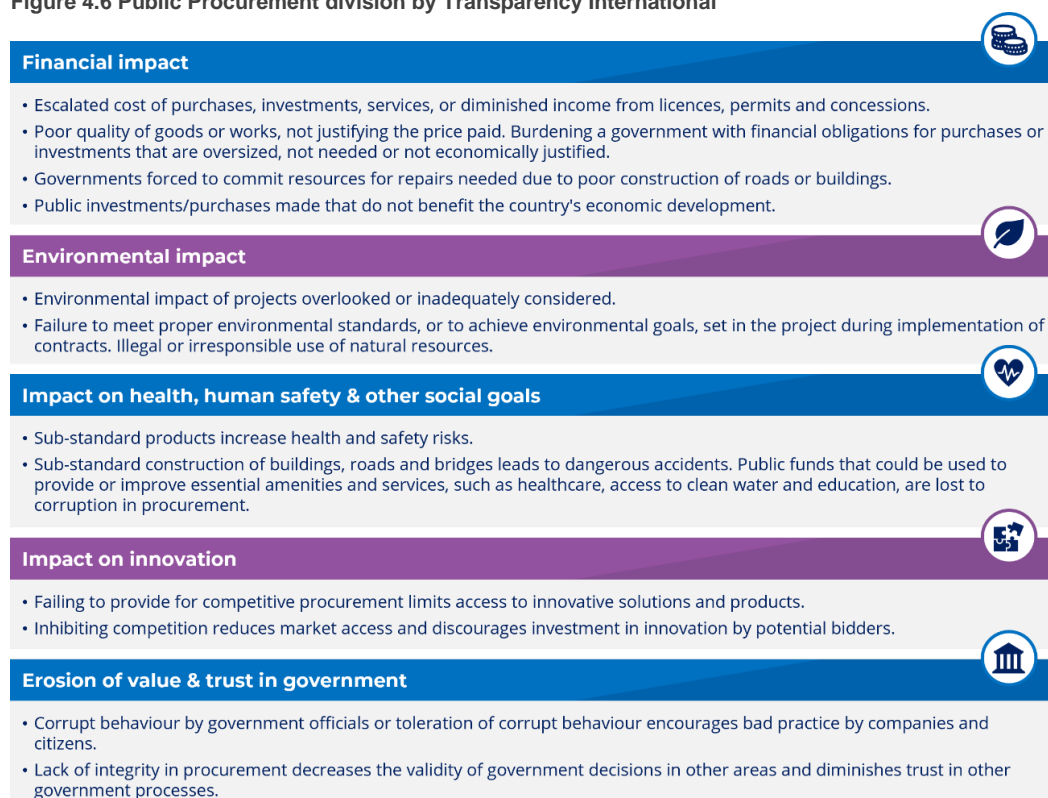 Figure 4.6 Public Procurement division by Transparency International
Financial impact
• Escalated cost of purchases, investments, services, or diminished income from licences, permits and concessions.
• Poor quality of goods or works, not justifying the price paid. Burdening a government with financial obligations for purchases or
investments that are oversized, not needed or not economically justified.
• Governments forced to commit resources for repairs needed due to poor construction of roads or buildings.
• Public investments/purchases made that do not benefit the country's economic development.
Environmental impact
• Environmental impact of projects overlooked or inadequately considered.
• Failure to meet proper environmental standards, or to achieve environmental goals, set in the project during implementation of
contracts. Illegal or irresponsible use of natural resources.
Impact on health, human safety & other social goals
• Sub-standard products increase health and safety risks.
• Sub-standard construction of buildings, roads and bridges leads to dangerous accidents. Public funds that could be used to
provide or improve essential amenities and services, such as healthcare, access to clean water and education, are lost to
corruption in procurement.
Impact on innovation
• Failing to provide for competitive procurement limits access to innovative solutions and products.
• Inhibiting competition reduces market access and discourages investment in innovation by potential bidders.
Erosion of value & trust in government
• Corrupt behaviour by government officials or toleration of corrupt behaviour encourages bad practice by companies and
citizens.
• Lack of integrity in procurement decreases the validity of government decisions in other areas and diminishes trust in other
government processes.